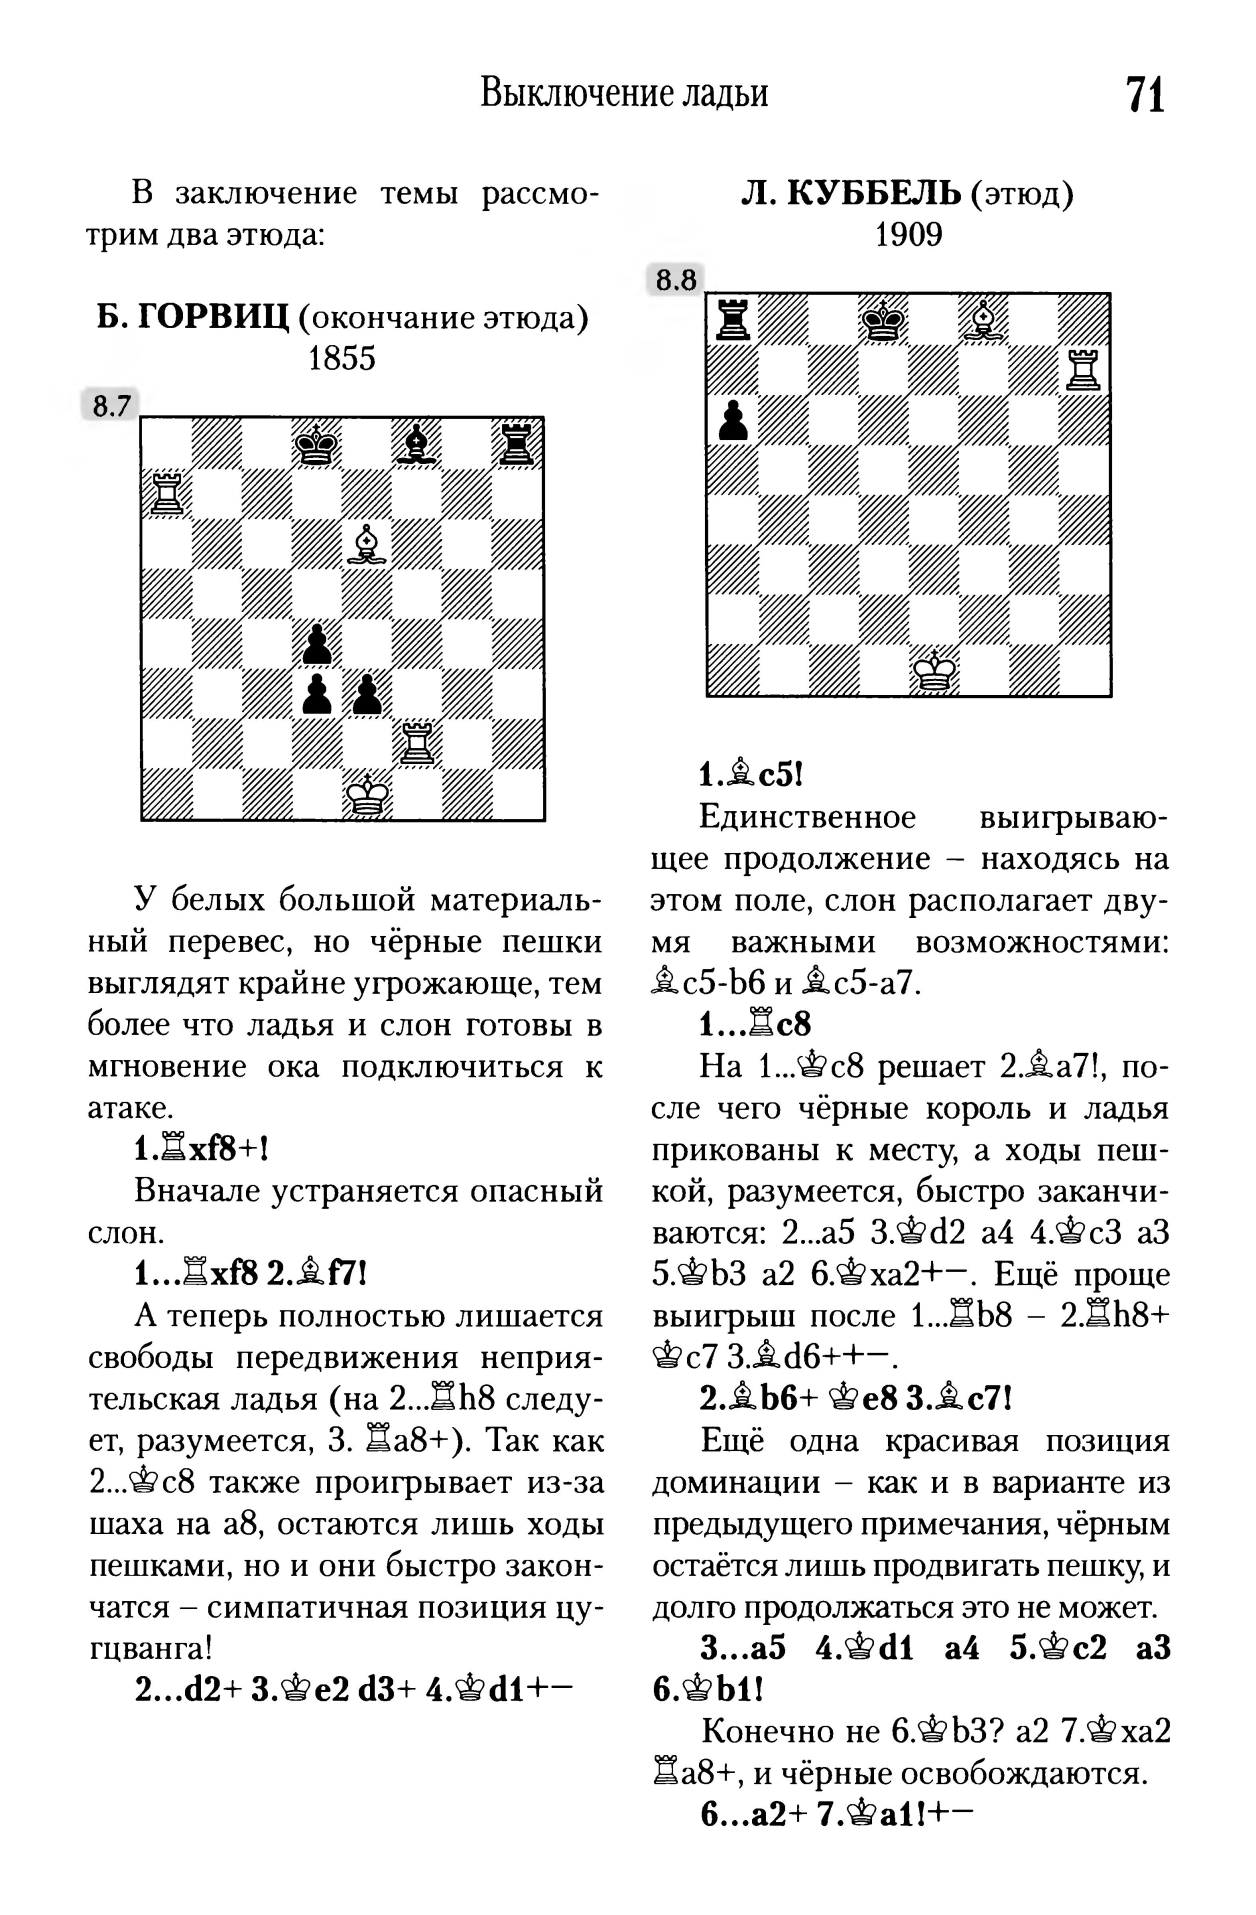 Выключение ладьи
71
В заключение темы рассмо-
трим два этюда:
Б. ГОРВИЦ (окончание этюда)
1855
8.7
У белых большой материаль-
ный перевес, но чёрные пешки
выглядят крайне угрожающе, тем
более что ладья и слон готовы в
мгновение ока подключиться к
атаке.
1.♖xf8+!
Вначале устраняется опасный
слон.
1...♖xf8 2.♗f7!
А теперь полностью лишается
свободы передвижения неприя-
тельская ладья (на 2...♖h8 следу-
ет, разумеется, 3. ♖a8+). Так как
2...♔c8 также проигрывает из-за
шаха на a8, остаются лишь ходы
пешками, но и они быстро закон-
чатся – симпатичная позиция цу-
гцванга!
2...d2+ 3.♔e2 d3+ 4.♔d1+−
Л. КУББЕЛЬ (этюд)
1909
8.8
1.♗c5!
Единственное выигрываю-
щее продолжение – находясь на
этом поле, слон располагает дву-
мя важными возможностями:
♗c5-b6 и ♗c5-a7.
1...♖c8
На 1...♔c8 решает 2.♗a7!, по-
сле чего чёрные король и ладья
прикованы к месту, а ходы пеш-
кой, разумеется, быстро заканчи-
ваются: 2...a5 3.♔d2 a4 4.♔c3 a3
5.♔b3 a2 6.♔xa2+−. Ещё проще
выигрыш после 1...♖b8 – 2.♖h8+
♔c7 3.♗d6++−.
2.♗b6+ ♔e8 3.♗c7!
Ещё одна красивая позиция
доминации – как и в варианте из
предыдущего примечания, чёрным
остаётся лишь продвигать пешку, и
долго продолжаться это не может.
3...a5 4.♔d1 a4 5.♔c2 a3
6.♔b1!
Конечно не 6.♔b3? a2 7.♔xa2
♖a8+, и чёрные освобождаются.
6...a2+ 7.♔a1!+−